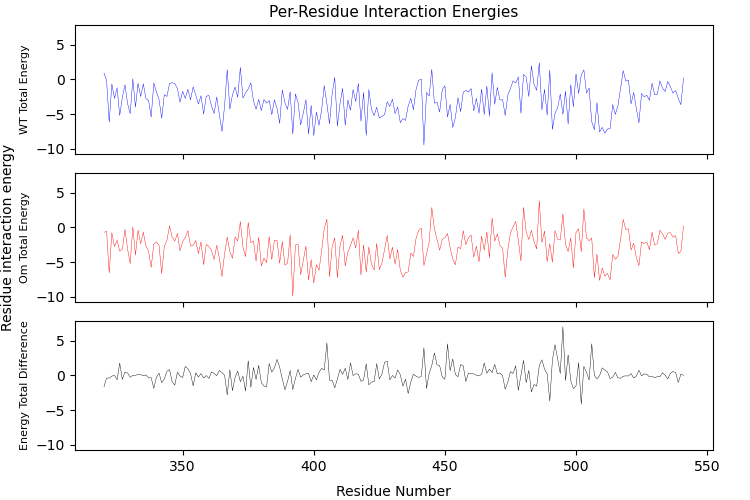 Per-Residue Interaction Energies
Residue interaction energy
WT Total Energy
5
0
−5
−10
Om Total Energy
5
0
−5
−10
Energy Total Difference
5
0
−5
−10
350 400 450 500 550
Residue Number